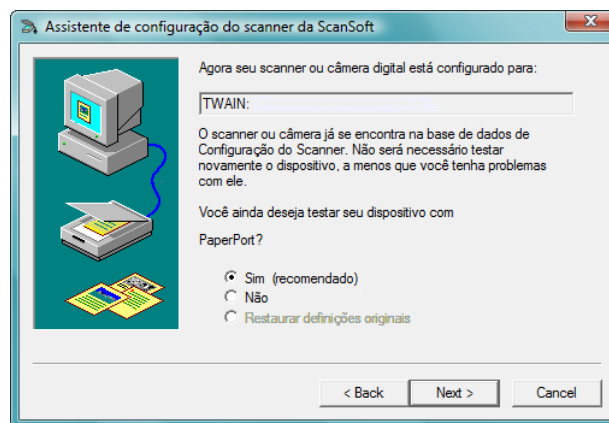 Assistente de configuração do scanner da ScanSoft
Agora seu scanner ou câmera digital está configurado para:
TWAIN:
O scanner ou câmera já se encontra na base de dados de
Configuração do Scanner. Não será necessário testar
novamente o dispositivo, a menos que você tenha problemas
com ele.
Você ainda deseja testar seu dispositivo com
PaperPort?
Sim (recomendado)
Não
Restaurar definições originais
< Back
Next >
Cancel